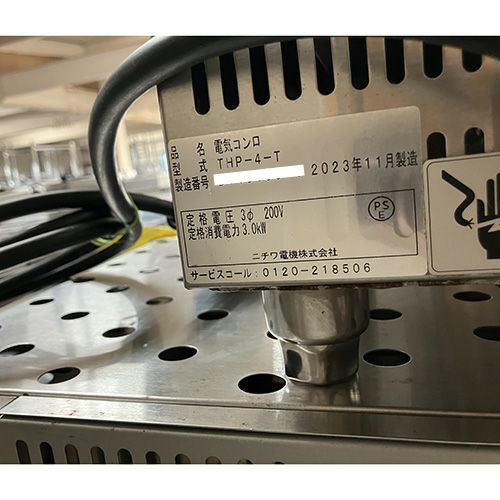 品名 電気コンロ
型式 THP-4-T
製造番号 2023年11月製造
定格電圧 3φ 200V
定格消費電力 3.0kW
PS
E
ニチワ電機株式会社
サービスコール:0120-218506